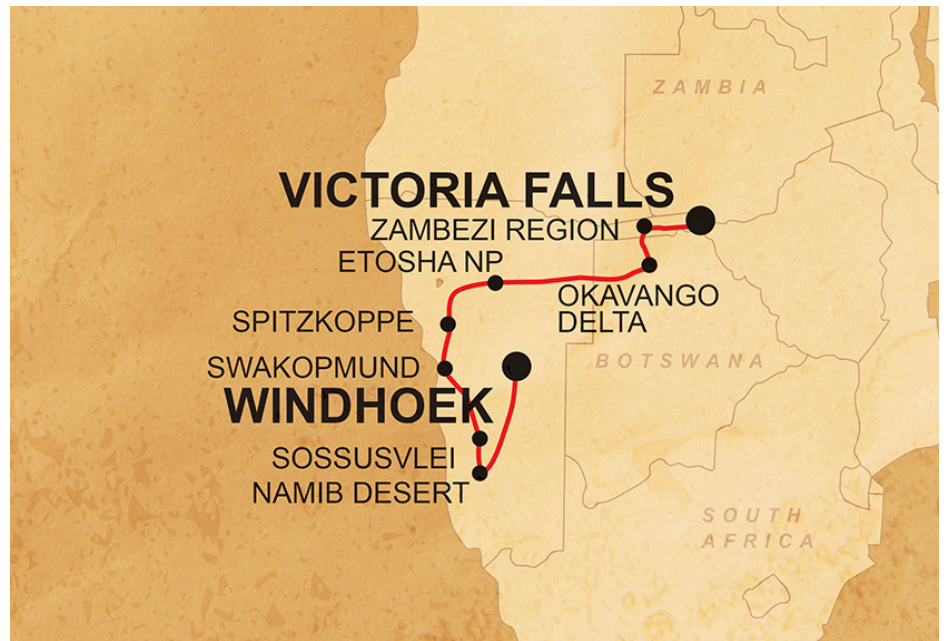 ZAMBIA
VICTORIA FALLS
ZAMBEZI REGION
ETOSHA NP
OKAVANGO
DELTA
SPITZKOPPE
BOTSWANA
SWAKOPMUND
WINDHOEK
SOSSUSVLEI
NAMIB DESERT
SOUTH
AFRICA